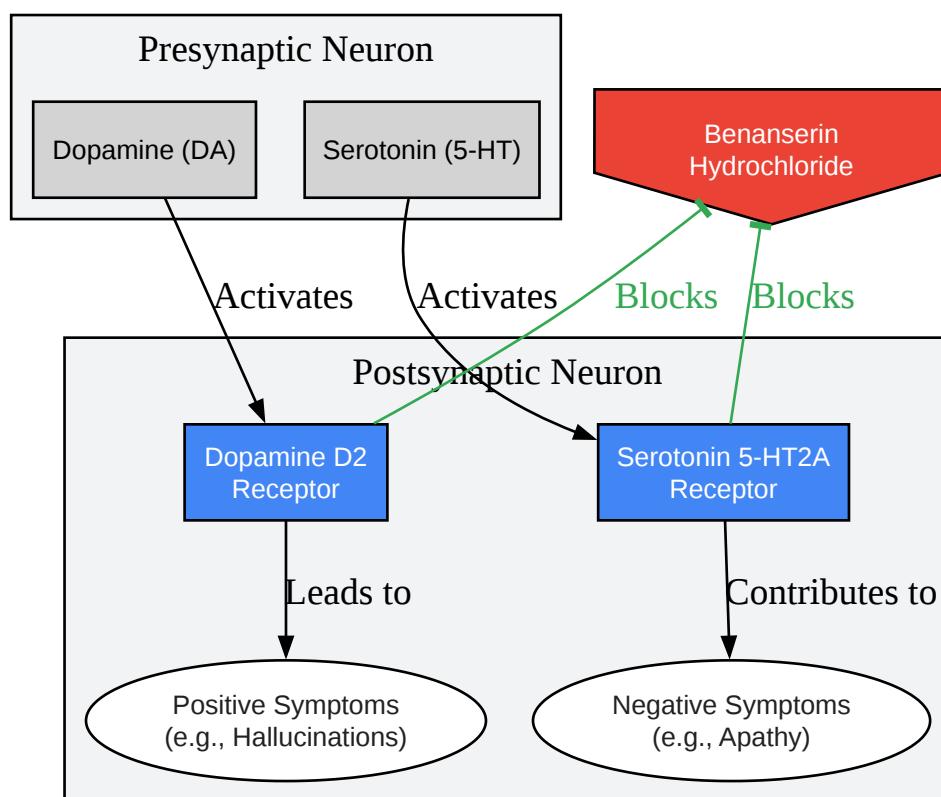 Presynaptic Neuron
Dopamine (DA)
Serotonin (5-HT)
Benanserin
Hydrochloride
Activates
Activates
Blocks
Blocks
Postsynaptic Neuron
Dopamine D2
Receptor
Serotonin 5-HT2A
Receptor
Leads to
Contributes to
Positive Symptoms
(e.g., Hallucinations)
Negative Symptoms
(e.g., Apathy)